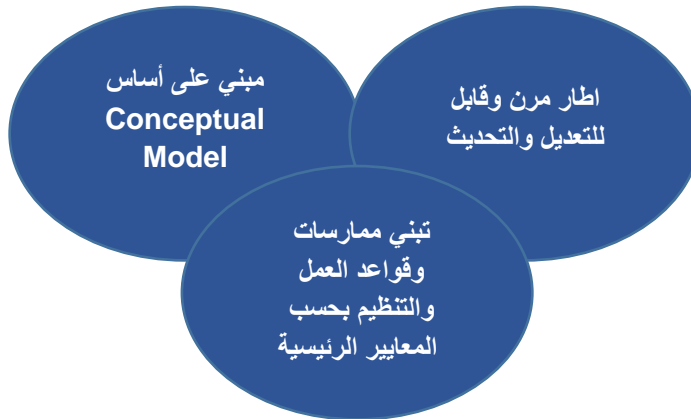 اطار مرن وقابل
للتعديل والتحديث
مبني على أساس
Conceptual
Model
تبني ممارسات
وقواعد العمل
والتنظيم بحسب
المعايير الرئيسية